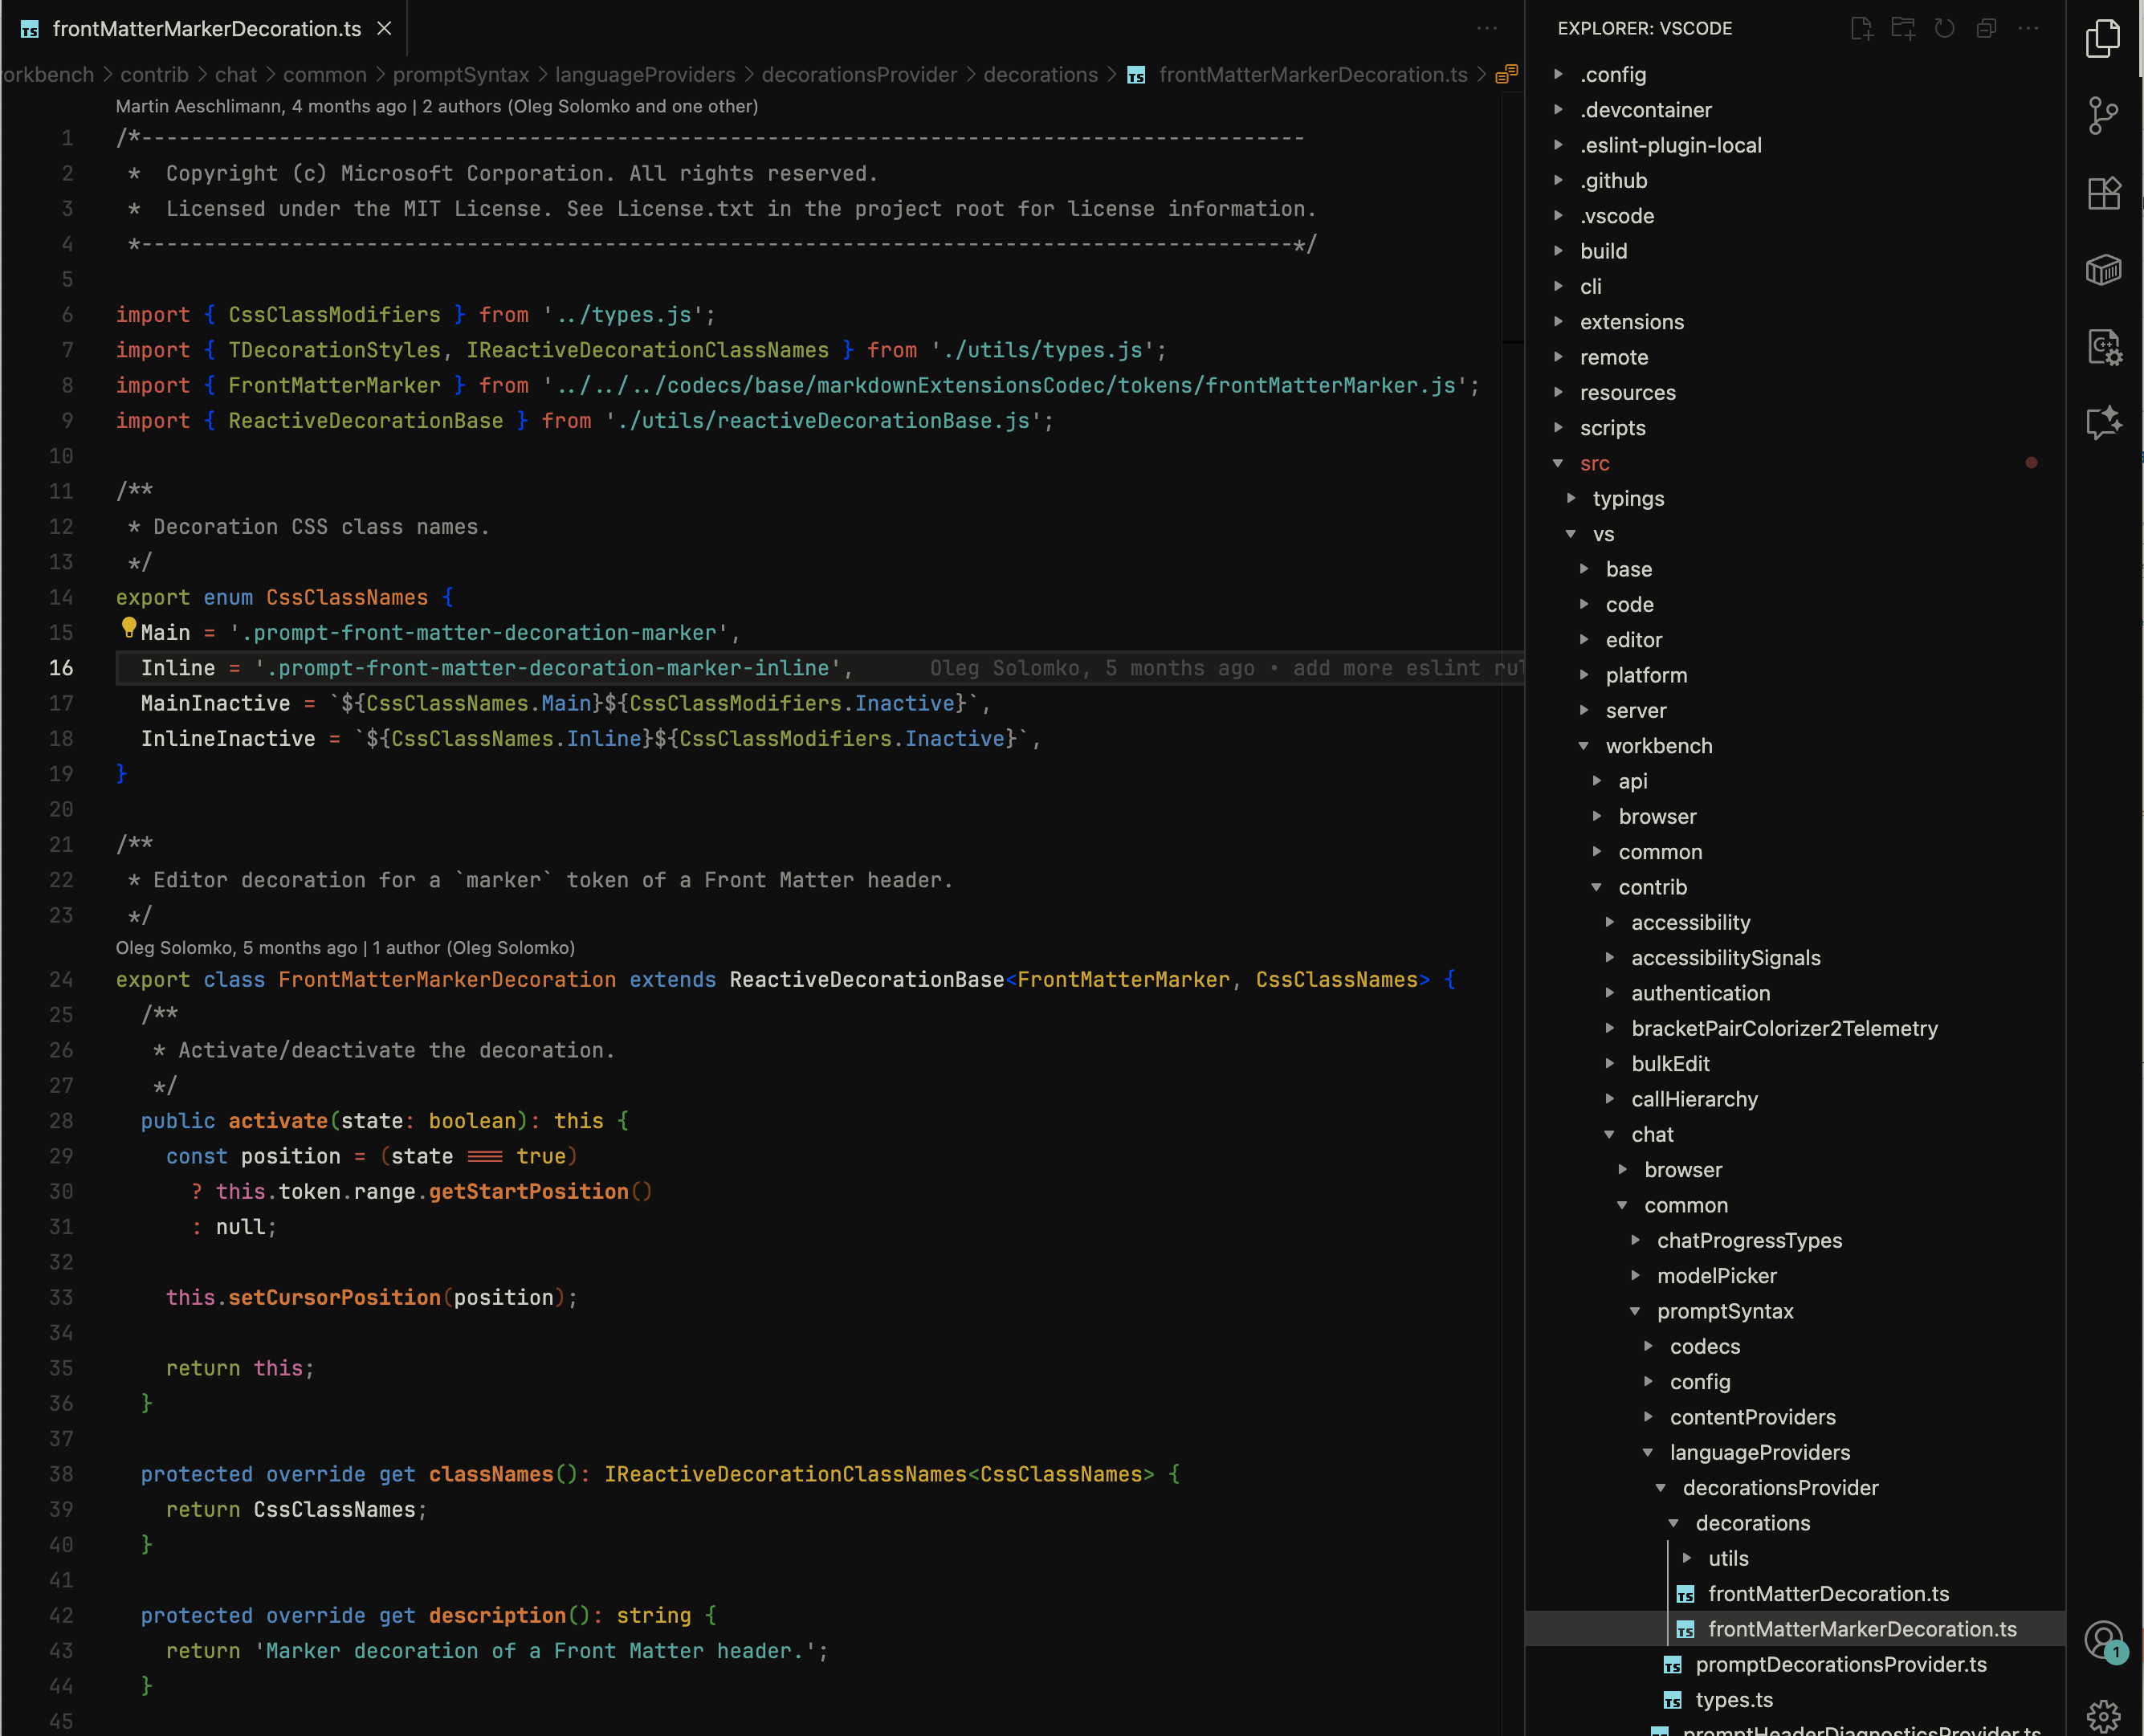 frontMatterMarkerDecoration.ts
orkbench > contrib > chat > common > promptSyntax > languageProviders > decorationsProvider > decorations > TS frontMatterMarkerDecoration.ts >
Martin Aeschlimann, 4 months ago | 2 authors (Oleg Solomko and one other)
1 /*---------------------------------------------------------------------------------------------
2  *  Copyright (c) Microsoft Corporation. All rights reserved.
3  *  Licensed under the MIT License. See License.txt in the project root for license information.
4  *--------------------------------------------------------------------------------------------*/
5
6 import { CssClassModifiers } from '../types.js';
7 import { TDecorationStyles, IReactiveDecorationClassNames } from './utils/types.js';
8 import { FrontMatterMarker } from '../../../codecs/base/markdownExtensionsCodec/tokens/frontMatterMarker.js';
9 import { ReactiveDecorationBase } from './utils/reactiveDecorationBase.js';
10
11 /**
12  * Decoration CSS class names.
13  */
14 export enum CssClassNames {
15   Main = '.prompt-front-matter-decoration-marker',
16   Inline = '.prompt-front-matter-decoration-marker-inline', Oleg Solomko, 5 months ago • add more eslint rul
17   MainInactive = `${CssClassNames.Main}${CssClassModifiers.Inactive}`,
18   InlineInactive = `${CssClassNames.Inline}${CssClassModifiers.Inactive}`,
19 }
20
21 /**
22  * Editor decoration for a `marker` token of a Front Matter header.
23  */
Oleg Solomko, 5 months ago | 1 author (Oleg Solomko)
24 export class FrontMatterMarkerDecoration extends ReactiveDecorationBase<FrontMatterMarker, CssClassNames> {
25   /**
26    * Activate/deactivate the decoration.
27    */
28   public activate(state: boolean): this {
29     const position = (state === true)
30       ? this.token.range.getStartPosition()
31       : null;
32
33     this.setCursorPosition(position);
34
35     return this;
36   }
37
38   protected override get classNames(): IReactiveDecorationClassNames<CssClassNames> {
39     return CssClassNames;
40   }
41
42   protected override get description(): string {
43     return 'Marker decoration of a Front Matter header.';
44   }
45
EXPLORER: VSCODE
.config
.devcontainer
.eslint-plugin-local
.github
.vscode
build
cli
extensions
remote
resources
scripts
src
typings
vs
base
code
editor
platform
server
workbench
api
browser
common
contrib
accessibility
accessibilitySignals
authentication
bracketPairColorizer2Telemetry
bulkEdit
callHierarchy
chat
browser
common
chatProgressTypes
modelPicker
promptSyntax
codecs
config
contentProviders
languageProviders
decorationsProvider
decorations
utils
TS frontMatterDecoration.ts
TS frontMatterMarkerDecoration.ts
TS promptDecorationsProvider.ts
TS types.ts
promptHeaderDiagnosticsProvider.ts
1